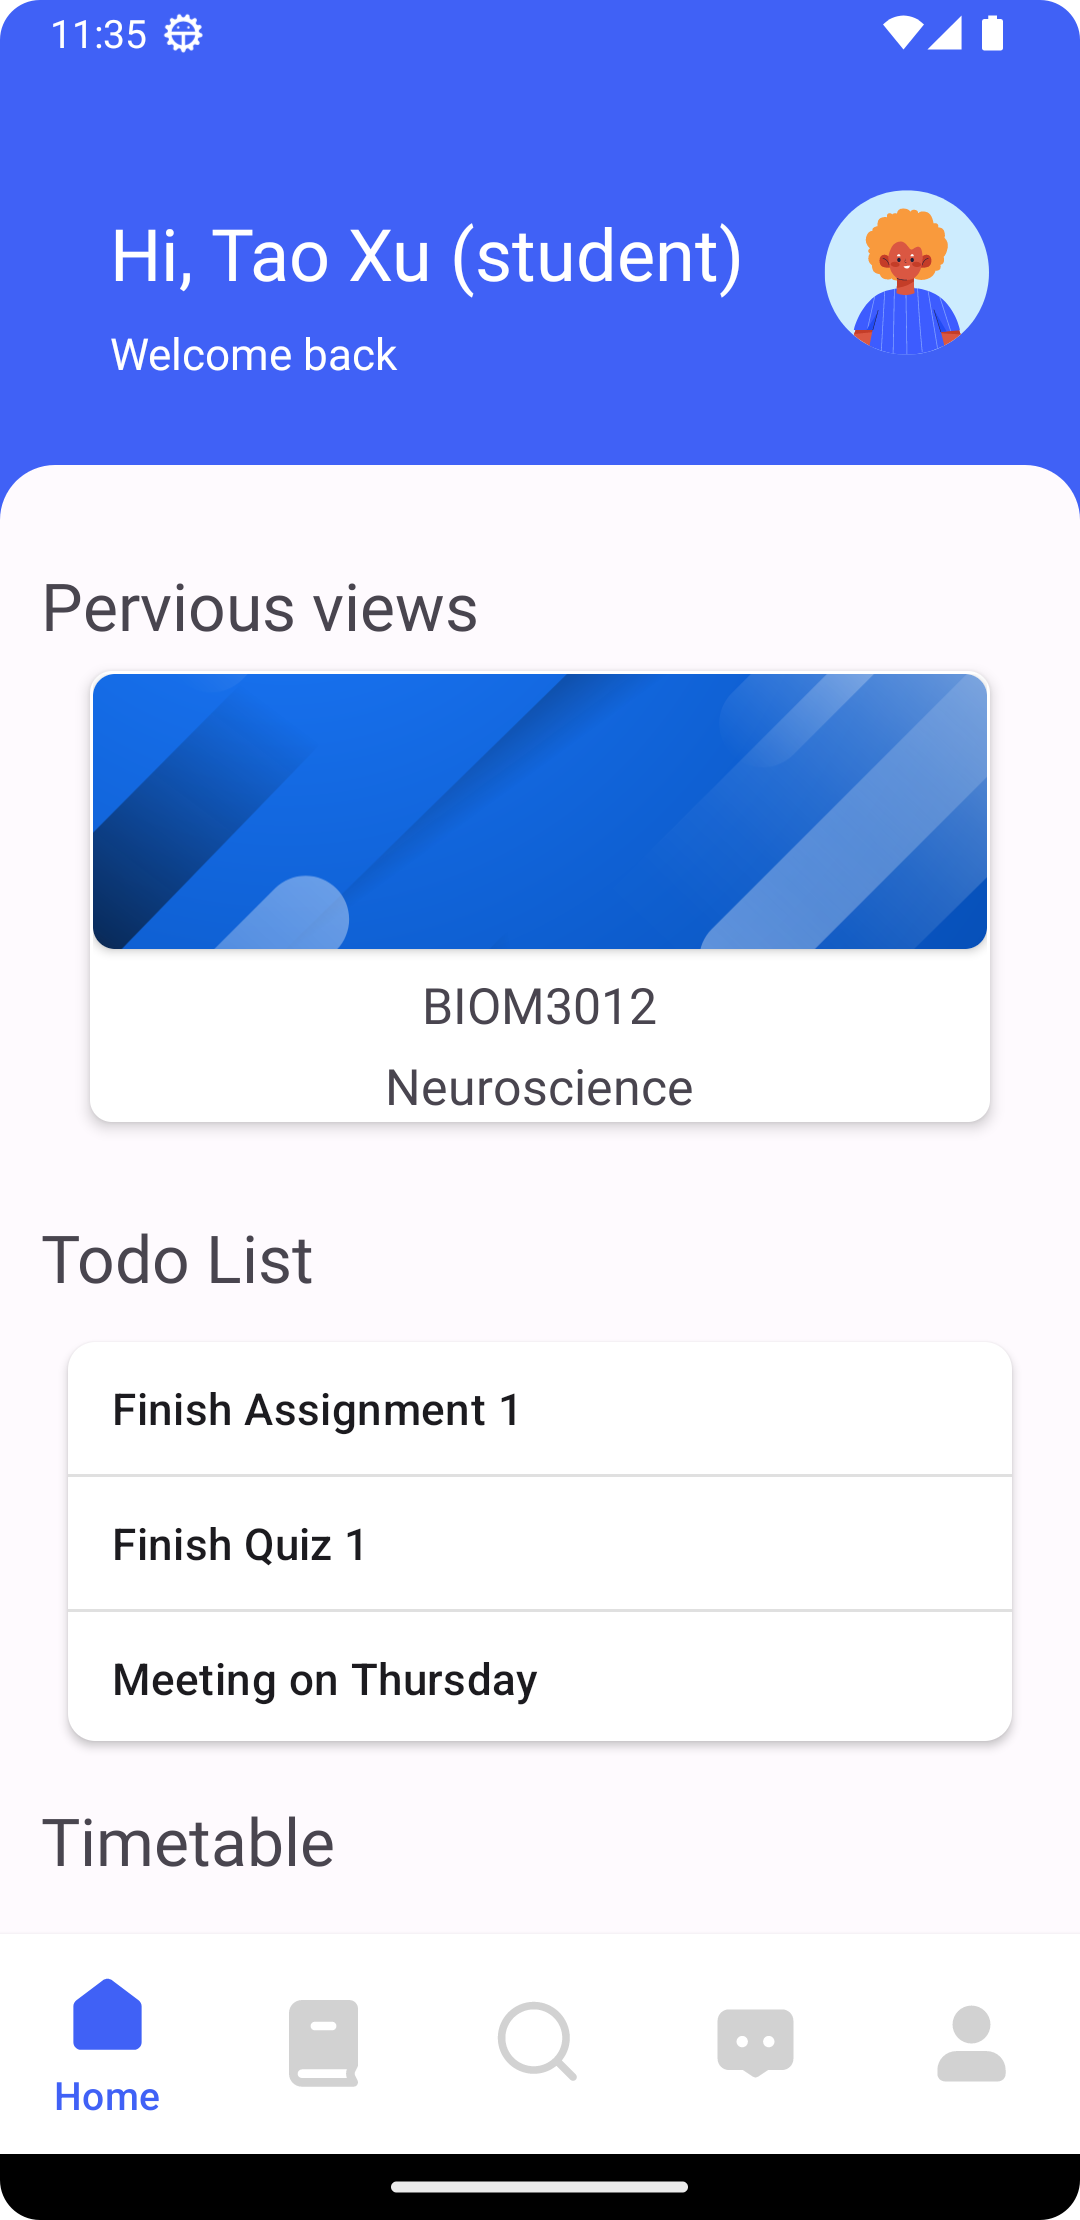 11:35
Hi, Tao Xu (student)
Welcome back
Pervious views
BIOM3012
Neuroscience
Todo List
Finish Assignment 1
Finish Quiz 1
Meeting on Thursday
Timetable
Home